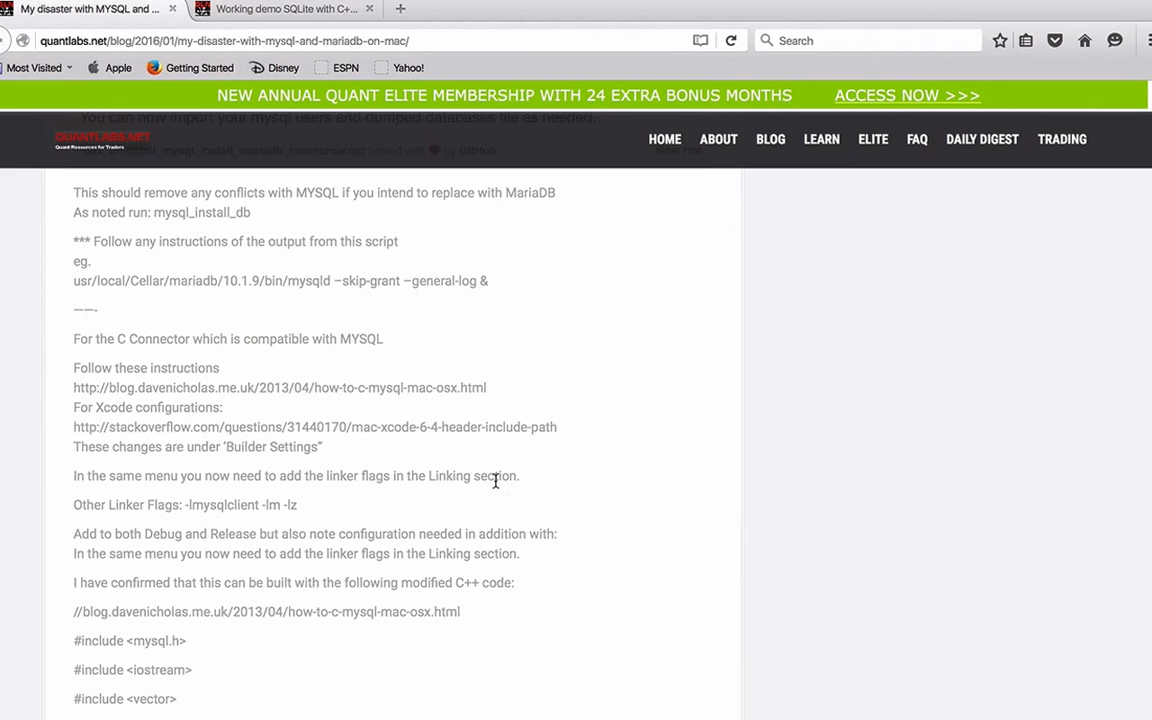 My disaster with MYSQL and ...
Working demo SQLite with C+...
quantlabs.net/blog/2016/01/my-disaster-with-mysql-and-mariadb-on-mac/
Search
Most Visited
Apple
Getting Started
Disney
ESPN
Yahoo!
NEW ANNUAL QUANT ELITE MEMBERSHIP WITH 24 EXTRA BONUS MONTHS
ACCESS NOW >>>
You can now import your mysql users and dumped databases file as needed.
QUANTLABS.NET
Quant Resources for Traders
HOME
ABOUT
BLOG
LEARN
ELITE
FAQ
DAILY DIGEST
TRADING
This should remove any conflicts with MYSQL if you intend to replace with MariaDB
As noted run: mysql_install_db
*** Follow any instructions of the output from this script
eg.
usr/local/Cellar/mariadb/10.1.9/bin/mysqld –skip-grant –general-log &
——-
For the C Connector which is compatible with MYSQL
Follow these instructions
http://blog.davenicholas.me.uk/2013/04/how-to-c-mysql-mac-osx.html
For Xcode configurations:
http://stackoverflow.com/questions/31440170/mac-xcode-6-4-header-include-path
These changes are under ‘Builder Settings”
In the same menu you now need to add the linker flags in the Linking section.
Other Linker Flags: -lmysqlclient -lm -lz
Add to both Debug and Release but also note configuration needed in addition with:
In the same menu you now need to add the linker flags in the Linking section.
I have confirmed that this can be built with the following modified C++ code:
//blog.davenicholas.me.uk/2013/04/how-to-c-mysql-mac-osx.html
#include <mysql.h>
#include <iostream>
#include <vector>